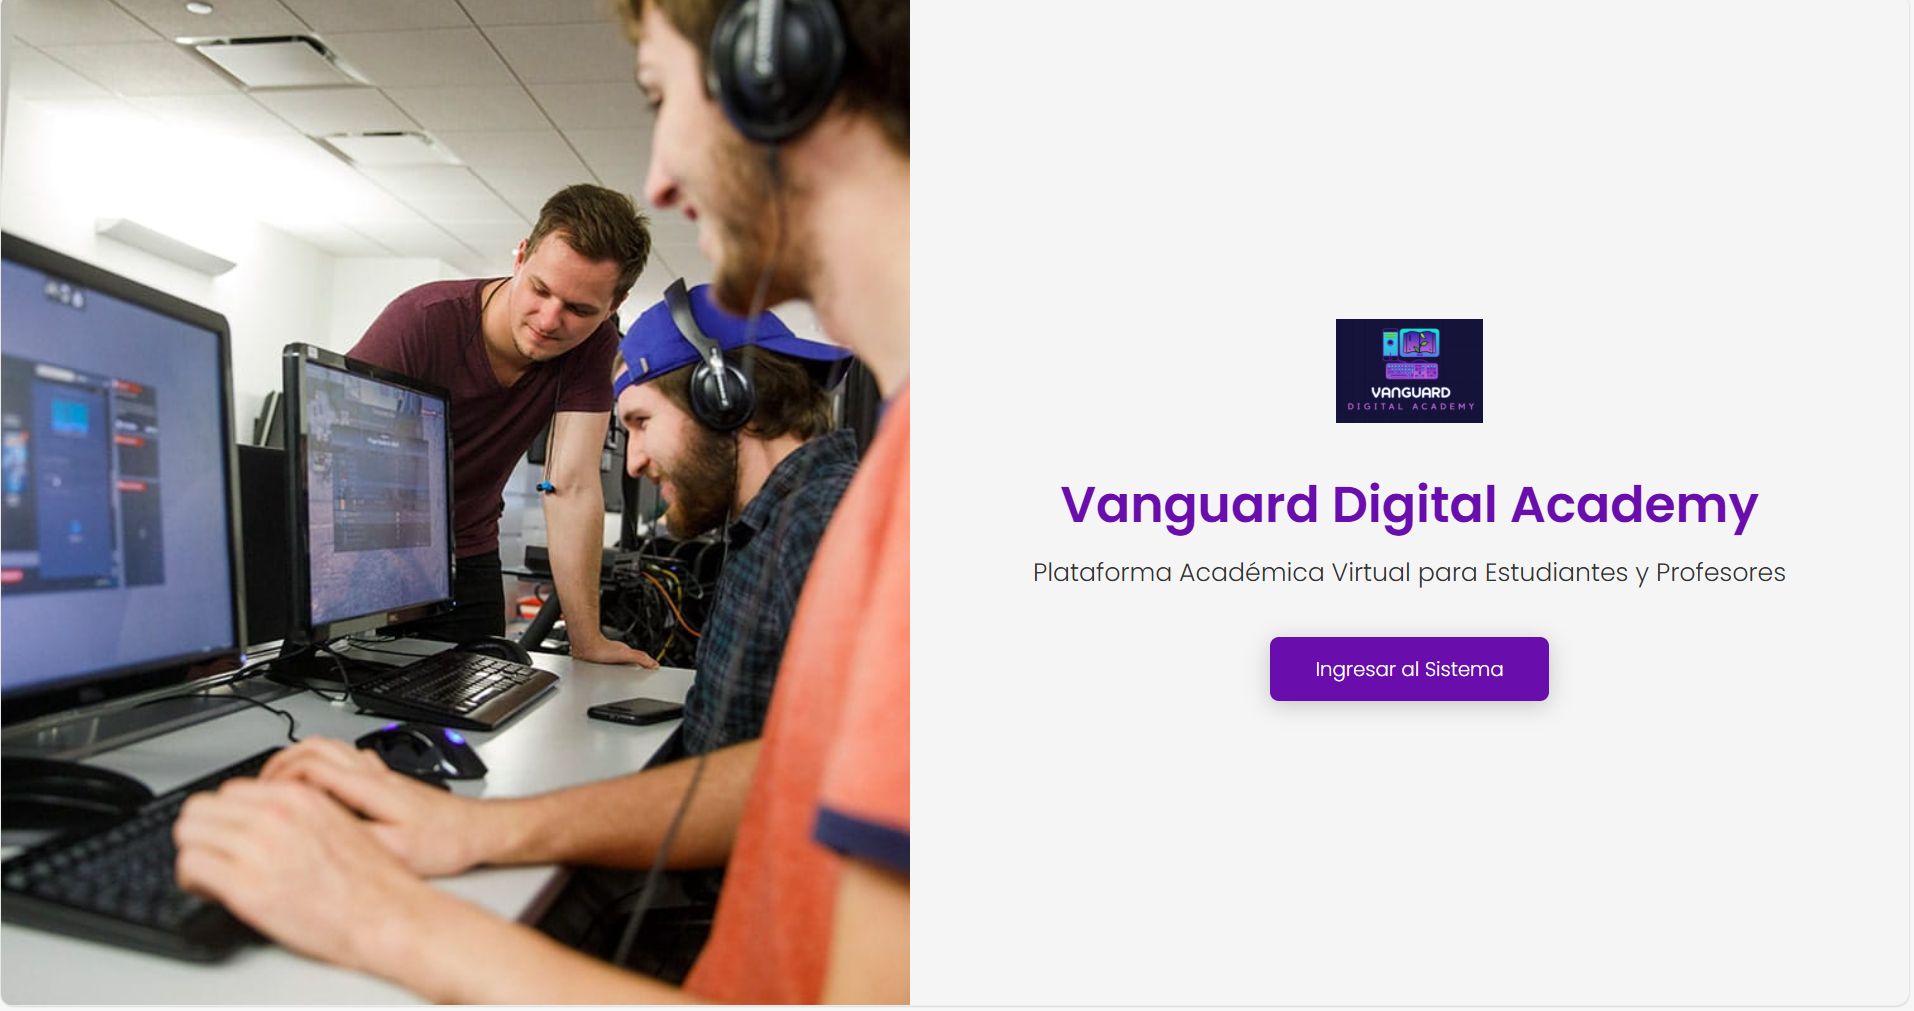 VANGUARD
DIGITAL ACADEMY
Vanguard Digital Academy
Plataforma Académica Virtual para Estudiantes y Profesores
Ingresar al Sistema